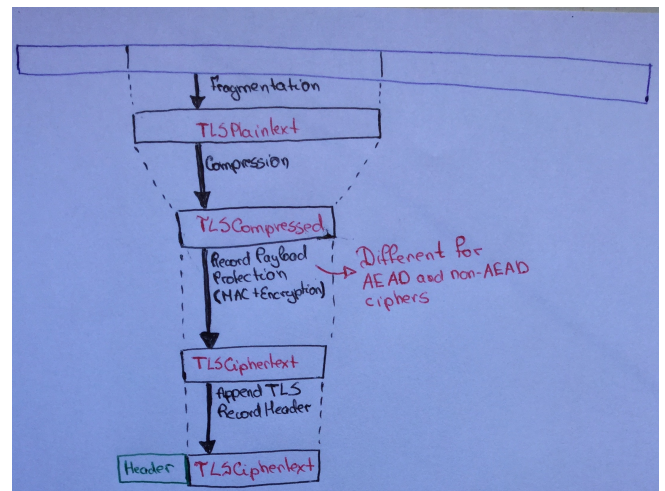 Fragmentation
TLSPlaintext
Compression
TLSCompressed
Record Payload
Protection
(MAC + Encryption)
Different for
AEAD and non-AEAD
ciphers
TLSCiphertext
Append TLS
Record Header
Header
TLSCiphertext